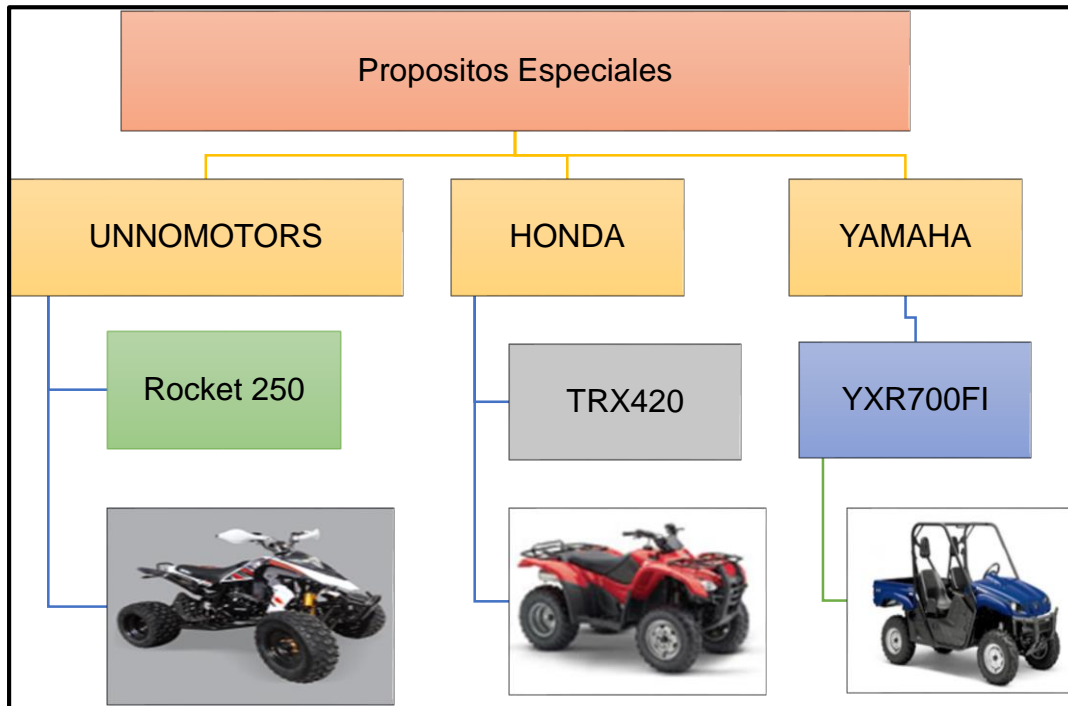 Propositos Especiales
UNNOMOTORS
HONDA
YAMAHA
Rocket 250
TRX420
YXR700FI